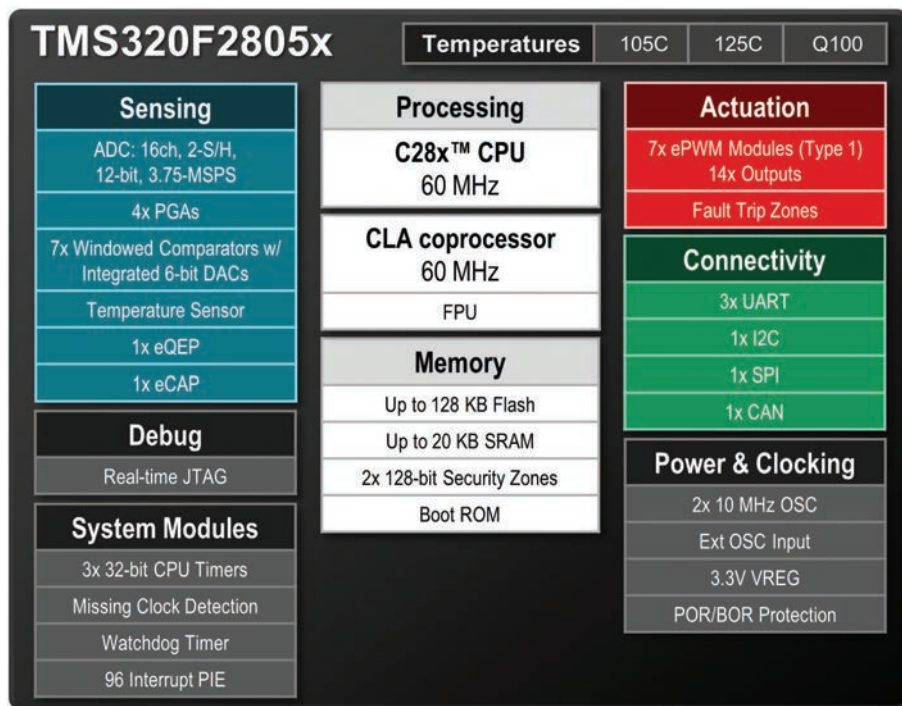 TMS320F2805x
Temperatures 105C 125C Q100
Sensing
ADC: 16ch, 2-S/H,
12-bit, 3.75-MSPS
4x PGAs
7x Windowed Comparators w/
Integrated 6-bit DACs
Temperature Sensor
1x eQEP
1x eCAP
Debug
Real-time JTAG
System Modules
3x 32-bit CPU Timers
Missing Clock Detection
Watchdog Timer
96 Interrupt PIE
Processing
C28x™ CPU
60 MHz
CLA coprocessor
60 MHz
FPU
Memory
Up to 128 KB Flash
Up to 20 KB SRAM
2x 128-bit Security Zones
Boot ROM
Actuation
7x ePWM Modules (Type 1)
14x Outputs
Fault Trip Zones
Connectivity
3x UART
1x I2C
1x SPI
1x CAN
Power & Clocking
2x 10 MHz OSC
Ext OSC Input
3.3V VREG
POR/BOR Protection